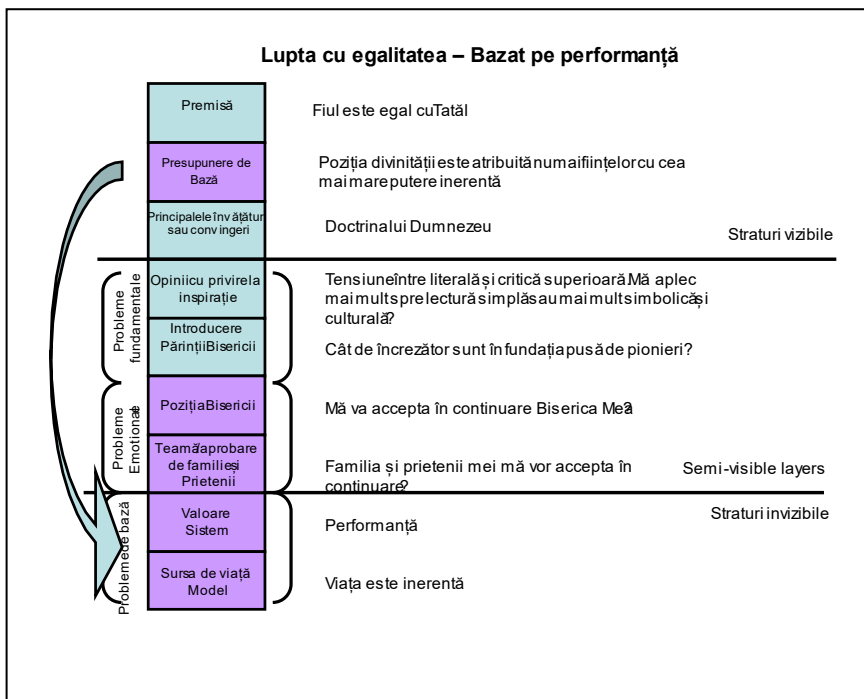 Lupta cu egalitatea – Bazat pe performanță
Premisă
Fiul este egal cu Tatăl
Presupunere de
Bază
Poziția divinității este atribuită numai ființelor cu cea
mai mare putere inerentă.
Principalele învățătur
sau convingeri
Doctrina lui Dumnezeu
Straturi vizibile
Probleme
fundamentale
Opinii cu privire la
inspirație
Tensiune între literală și critică superioară. Mă aplec
mai mult spre lectură simplă sau mai mult simbolică și
culturală?
Introducere
Părinții Bisericii
Cât de încrezător sunt în fundația pusă de pionieri?
Probleme
Emotionale
Poziția Bisericii
Mă va accepta în continuare Biserica Mea?
Teamă/aprobare
de familie și
Prietenii
Familia și prietenii mei mă vor accepta în
continuare?
Semi-visible layers
Straturi invizibile
Probleme de bază
Valoare
Sistem
Performanță
Sursa de viață
Model
Viața este inerentă